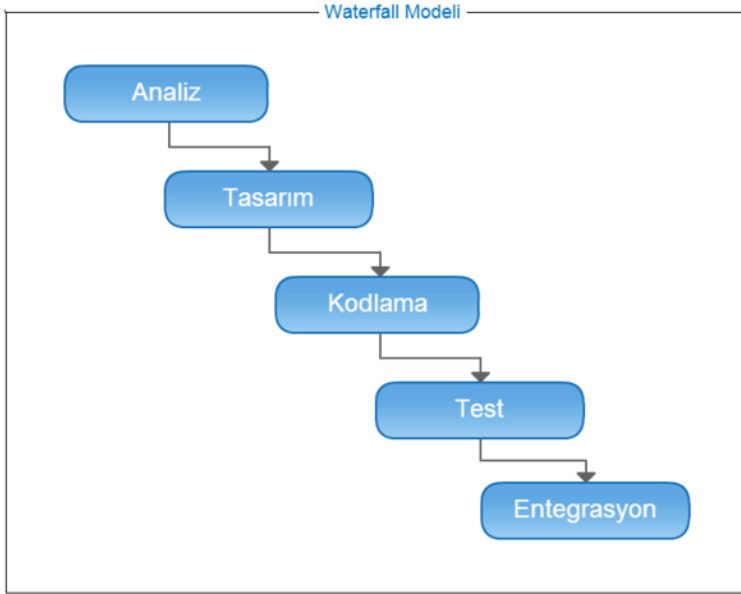 Waterfall Modeli
Analiz
Tasarım
Kodlama
Test
Entegrasyon